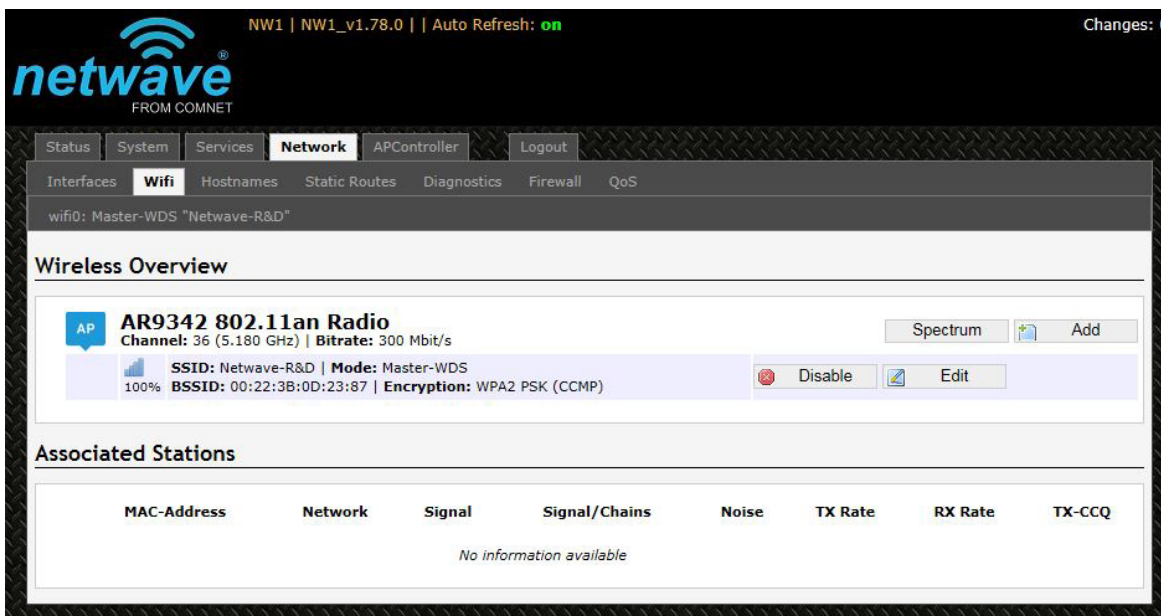 NW1 | NW1_v1.78.0 | | Auto Refresh: on Changes:
netwave®
FROM COMNET
Status System Services Network APController Logout
Interfaces Wifi Hostnames Static Routes Diagnostics Firewall QoS
wifi0: Master-WDS "Netwave-R&D"
Wireless Overview
AP AR9342 802.11an Radio
Channel: 36 (5.180 GHz) | Bitrate: 300 Mbit/s Spectrum Add
SSID: Netwave-R&D | Mode: Master-WDS
100% BSSID: 00:22:3B:0D:23:87 | Encryption: WPA2 PSK (CCMP) Disable Edit
Associated Stations
MAC-Address Network Signal Signal/Chains Noise TX Rate RX Rate TX-CCQ
No information available